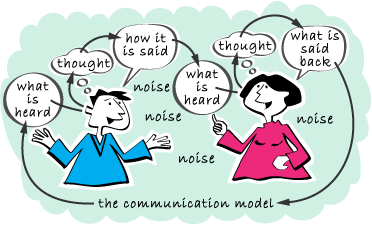 how it
is said
thought
what
is
heard
noise
noise
noise
what
is
heard
thought
what is
said
back
noise
the communication model